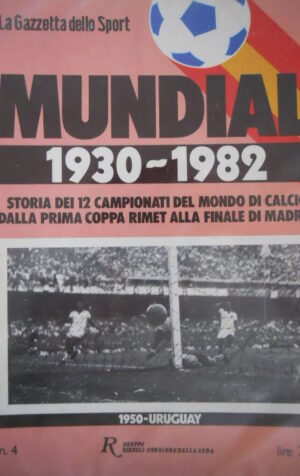 La Gazzetta dello Sport
MUNDIAL
1930~1982
STORIA DEI 12 CAMPIONATI DEL MONDO DI CALCIO
DALLA PRIMA COPPA RIMET ALLA FINALE DI MADRI
1950-URUGUAY
n. 4
R GRUPPO
RIZZOLI-CORRIERE DELLA SERA
lire